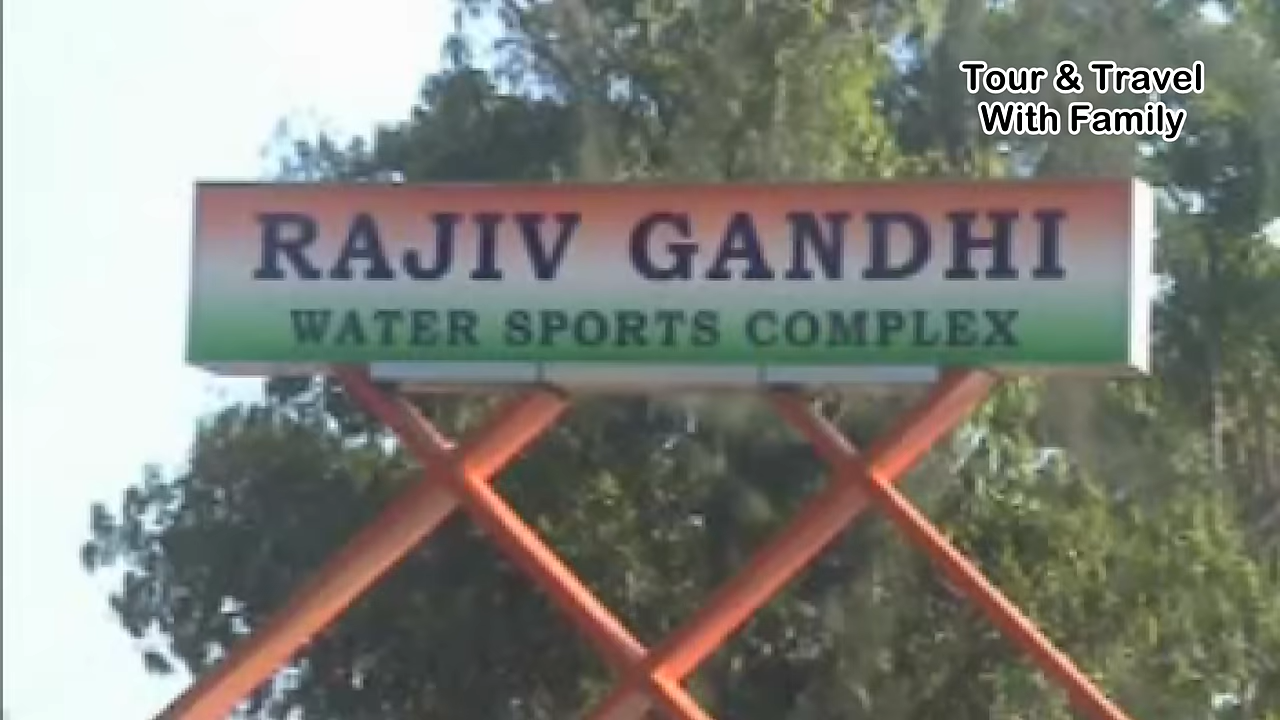 Tour & Travel
With Family
RAJIV GANDHI
WATER SPORTS COMPLEX